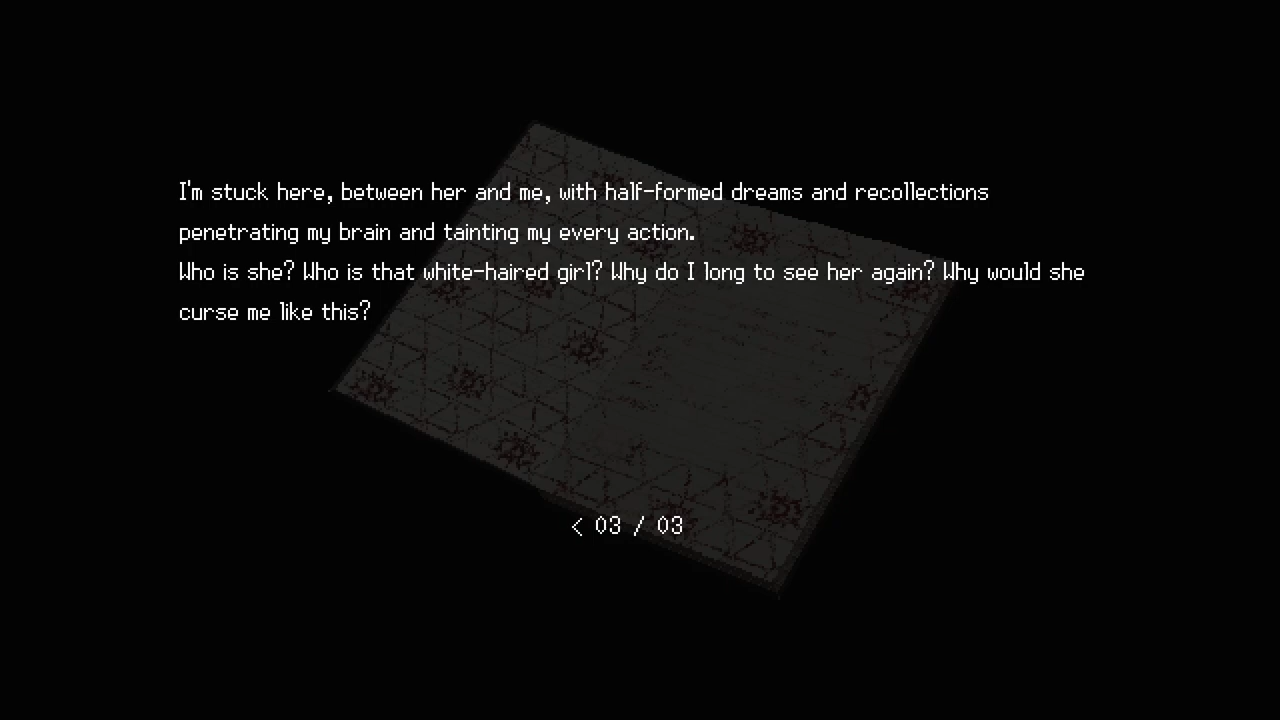 I'm stuck here, between her and me, with half-formed dreams and recollections
penetrating my brain and tainting my every action.
Who is she? Who is that white-haired girl? Why do I long to see her again? Why would she
curse me like this?
< 03 / 03